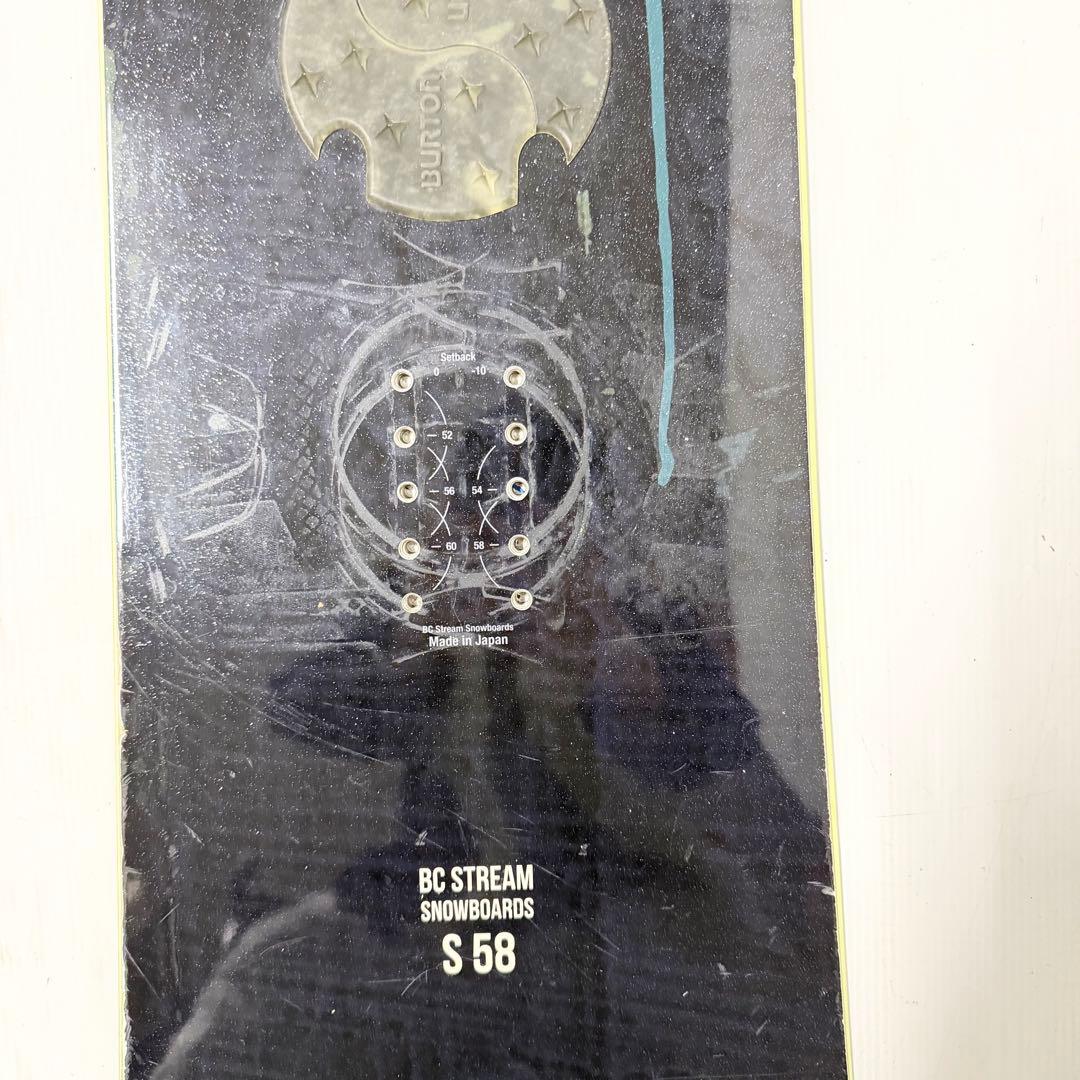 BURTON
Setback
0 -10
52
56 54
60 58
BC Stream Snowboards
Made in Japan
BC STREAM
SNOWBOARDS
S 58